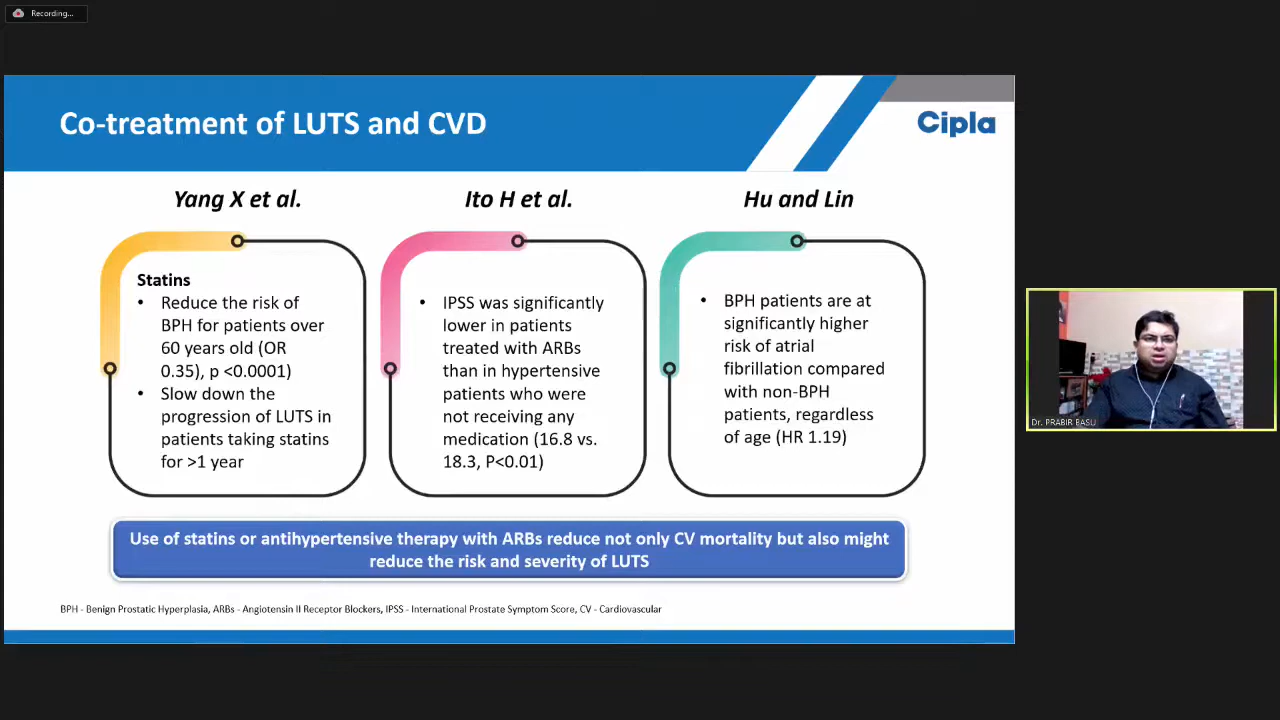 Recording...
Co-treatment of LUTS and CVD
Cipla
Yang X et al.
Statins
• Reduce the risk of
BPH for patients over
60 years old (OR
0.35), p <0.0001)
• Slow down the
progression of LUTS in
patients taking statins
for >1 year
Ito H et al.
• IPSS was significantly
lower in patients
treated with ARBs
than in hypertensive
patients who were
not receiving any
medication (16.8 vs.
18.3, P<0.01)
Hu and Lin
• BPH patients are at
significantly higher
risk of atrial
fibrillation compared
with non-BPH
patients, regardless
of age (HR 1.19)
Use of statins or antihypertensive therapy with ARBs reduce not only CV mortality but also might
reduce the risk and severity of LUTS
BPH - Benign Prostatic Hyperplasia, ARBs - Angiotensin II Receptor Blockers, IPSS - International Prostate Symptom Score, CV - Cardiovascular
Dr. PRABIR BASU